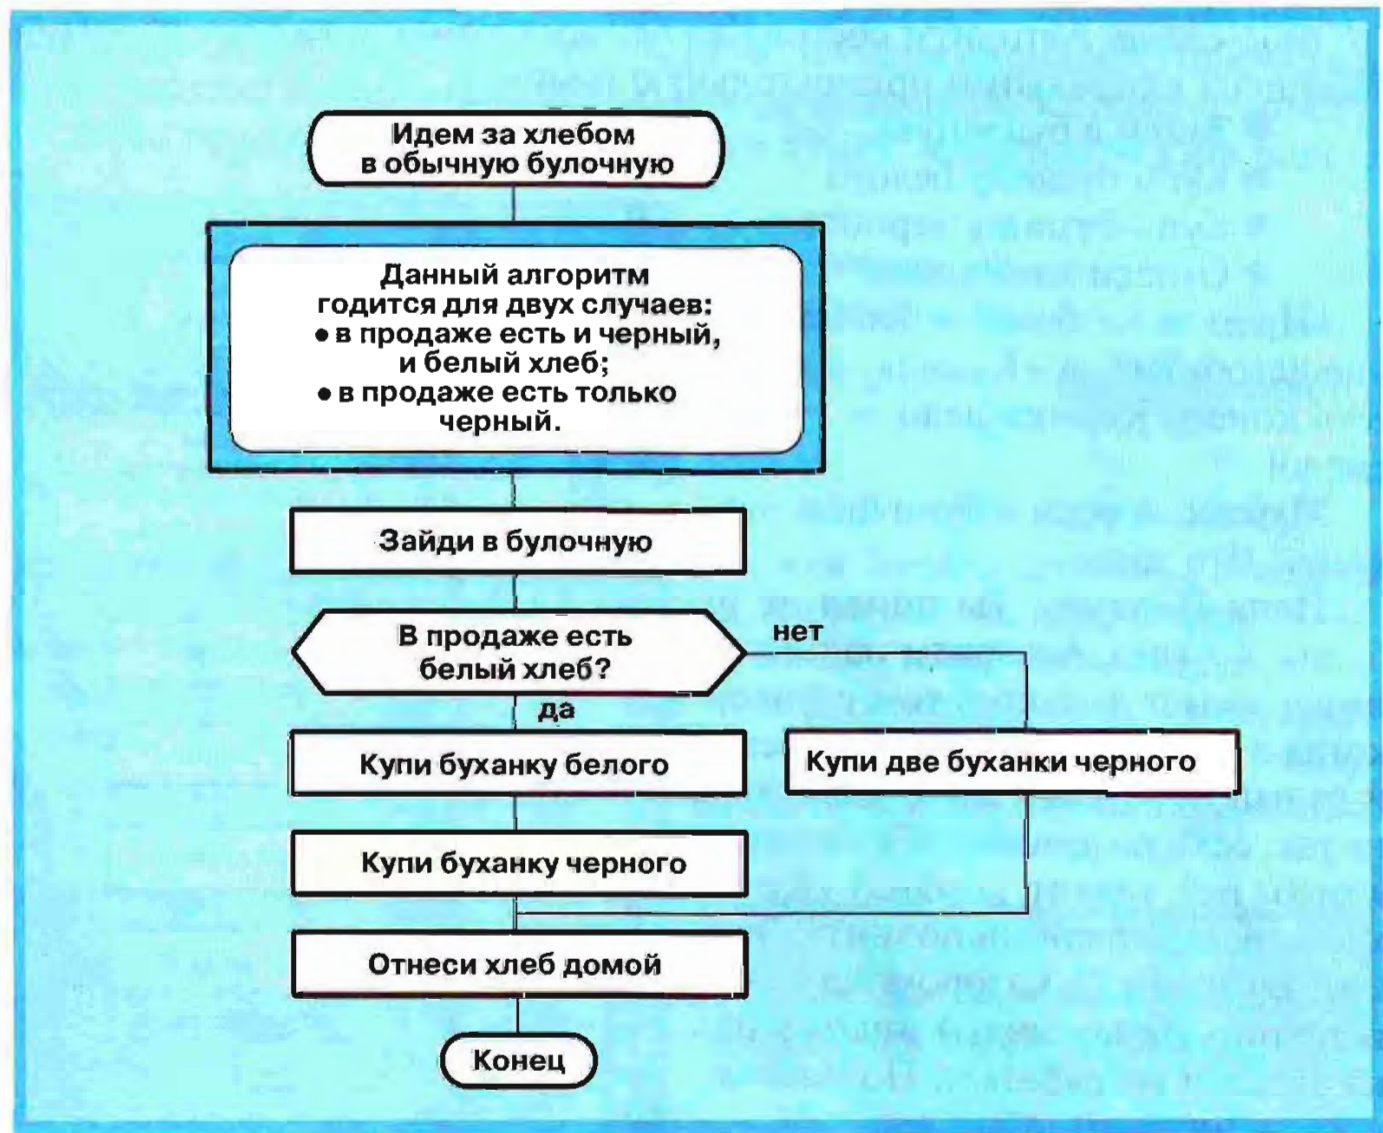 Идем за хлебом
в обычную булочную
Данный алгоритм
годится для двух случаев:
• в продаже есть и черный,
и белый хлеб;
• в продаже есть только
черный.
Зайди в булочную
В продаже есть
белый хлеб?
нет
да
Купи буханку белого
Купи две буханки черного
Купи буханку черного
Отнеси хлеб домой
Конец